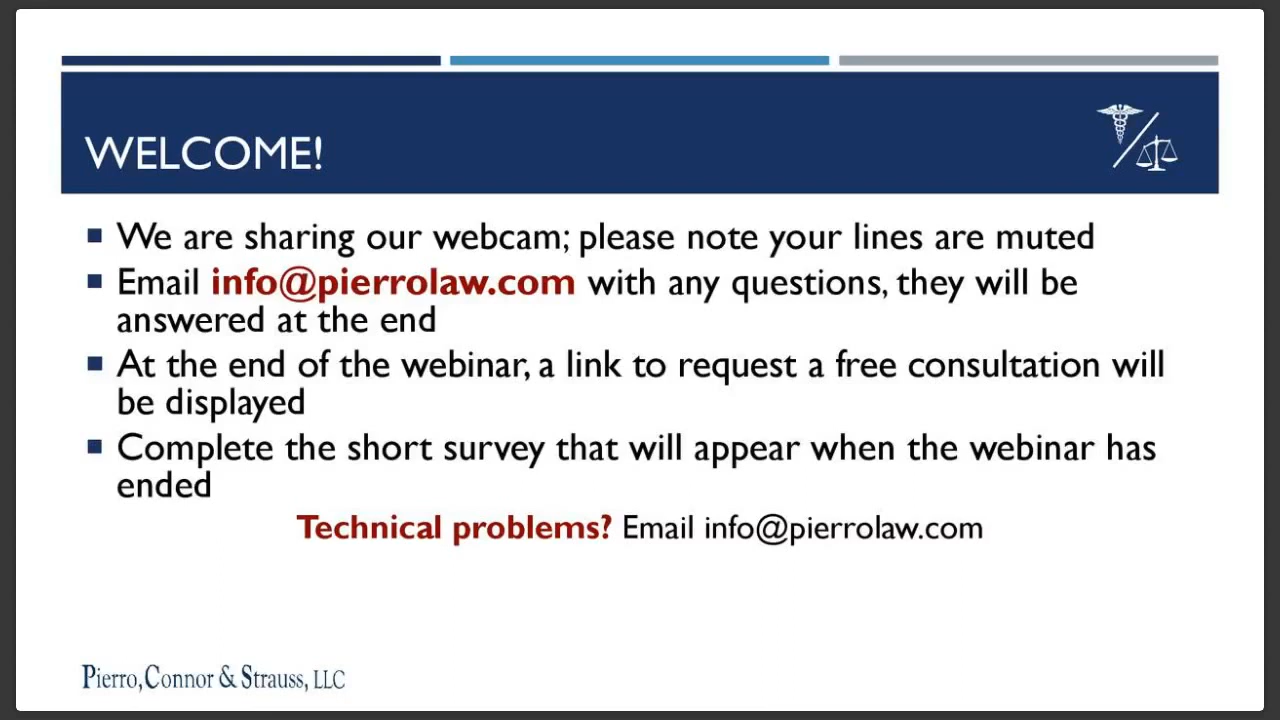 WELCOME!
We are sharing our webcam; please note your lines are muted
Email info@pierrolaw.com with any questions, they will be
answered at the end
At the end of the webinar, a link to request a free consultation will
be displayed
Complete the short survey that will appear when the webinar has
ended
Technical problems? Email info@pierrolaw.com
Pierro, Connor & Strauss, LLC